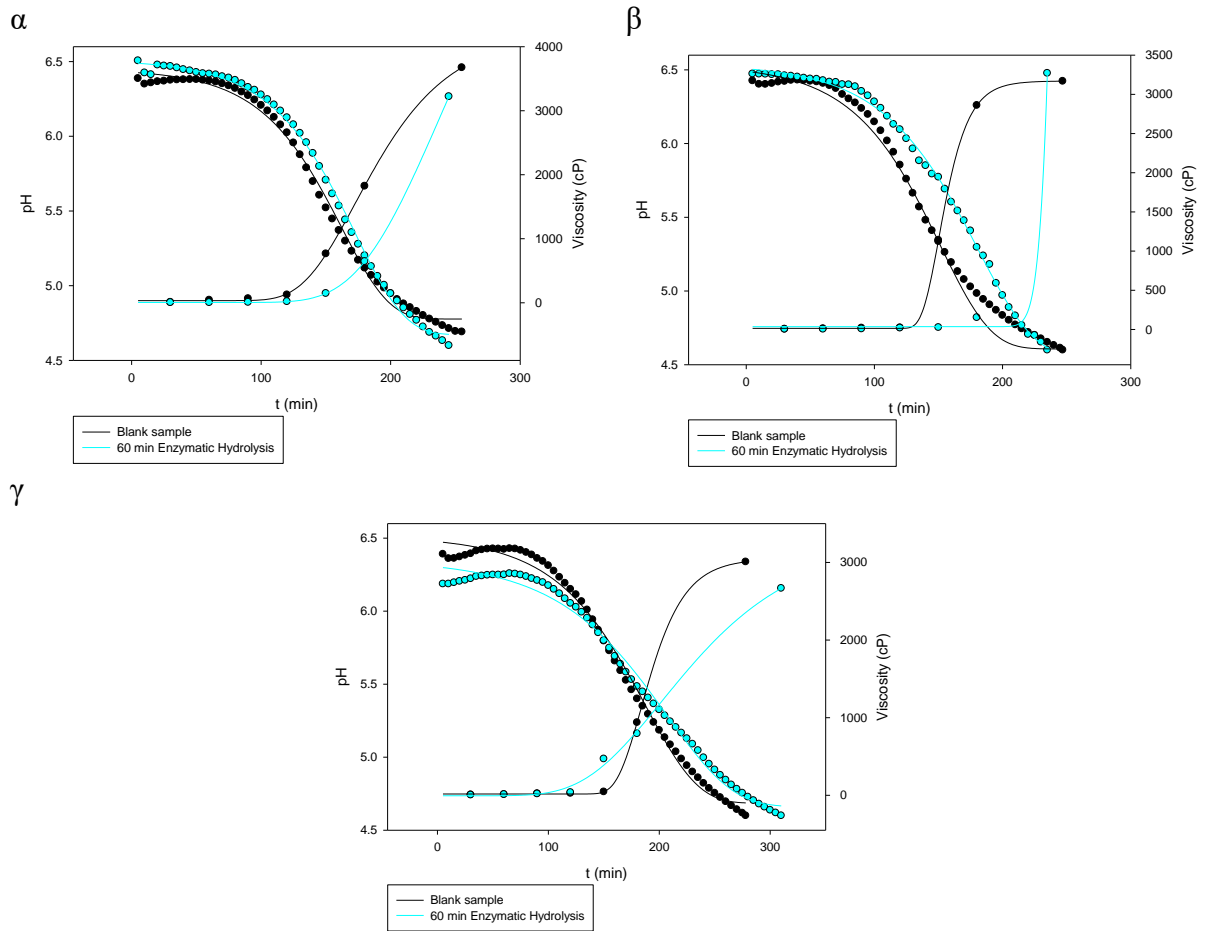 α
4000
6.5
3000
6.0
2000
pH
5.5
Viscosity (cP)
1000
5.0
0
4.5
0 100 200 300
t (min)
Blank sample
60 min Enzymatic Hydrolysis
β
3500
6.5
3000
2500
6.0
2000
pH
5.5
Viscosity (cP)
1500
1000
5.0
500
0
4.5
0 100 200 300
t (min)
Blank sample
60 min Enzymatic Hydrolysis
γ
6.5
3000
6.0
2000
pH
5.5
Viscosity (cP)
1000
5.0
0
4.5
0 100 200 300
t (min)
Blank sample
60 min Enzymatic Hydrolysis